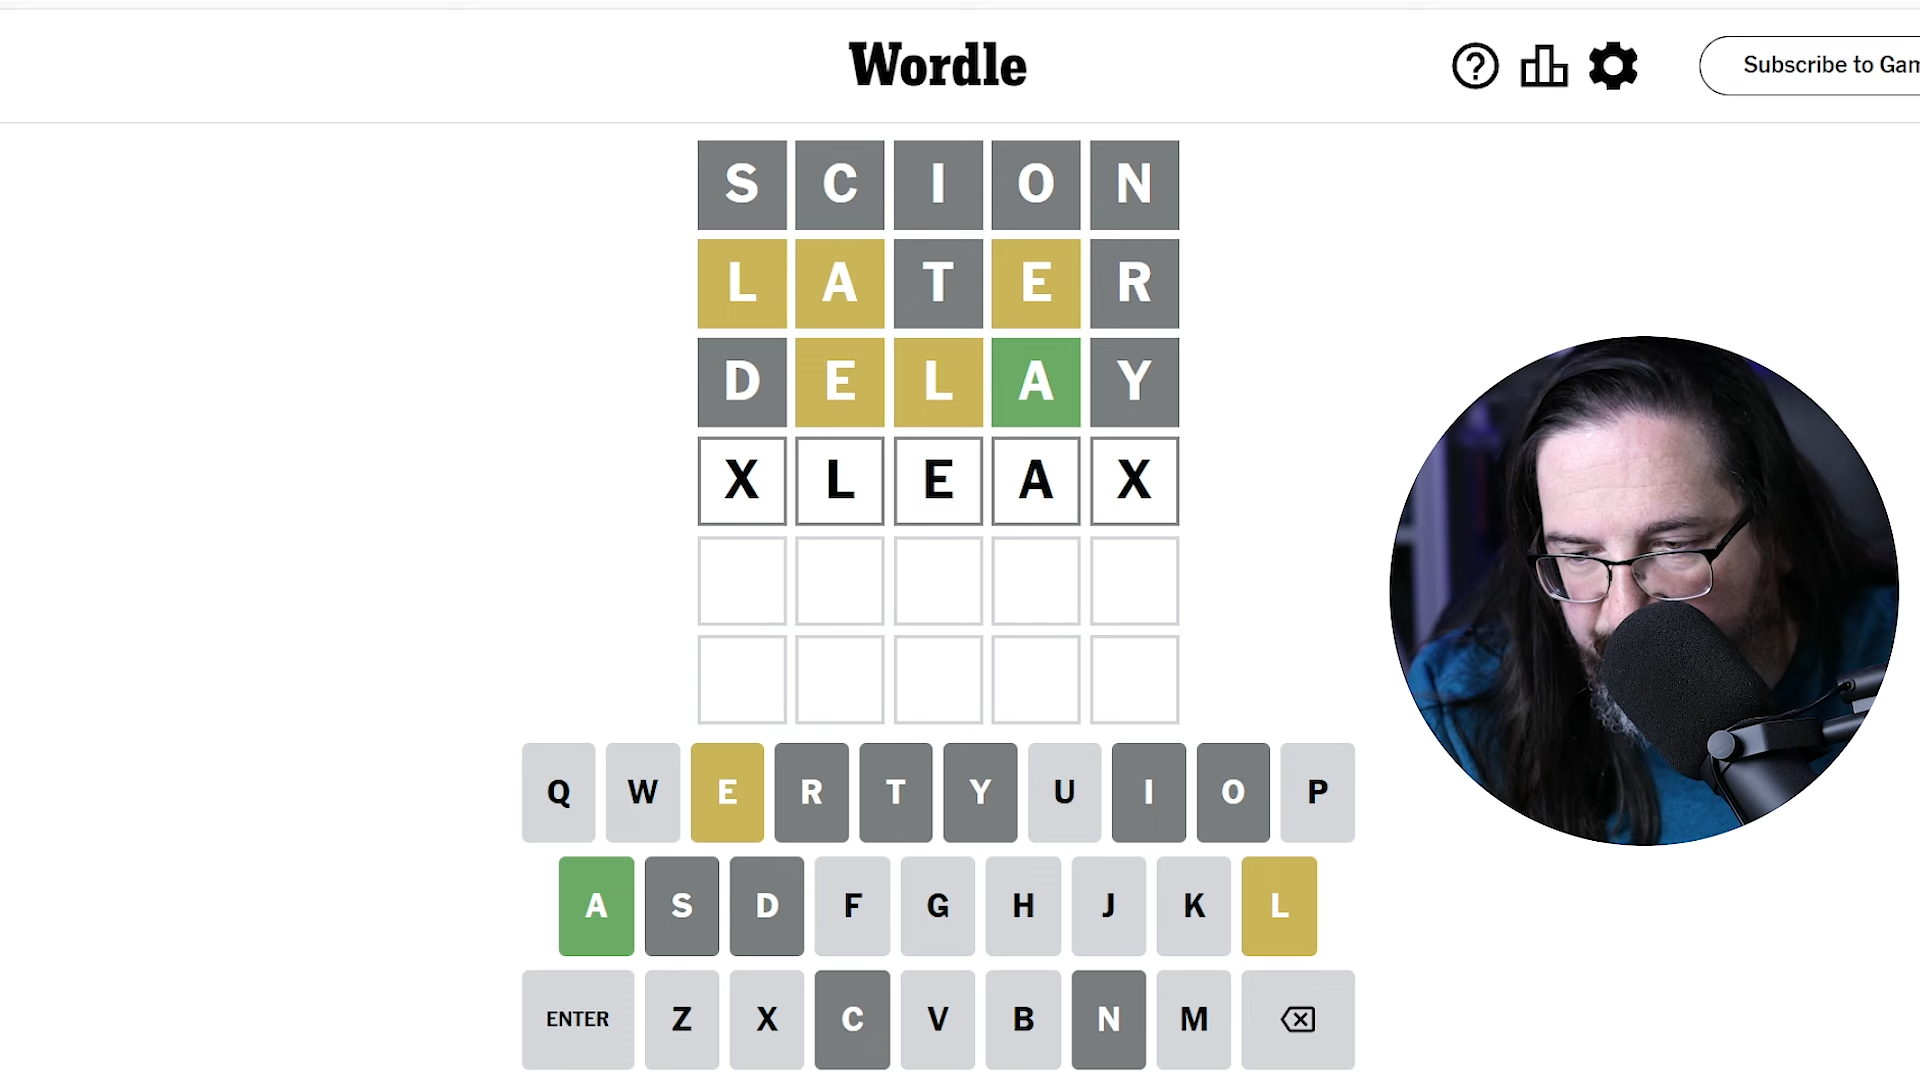 Wordle
Subscribe to Gam
S C I O N
L A T E R
D E L A Y
X L E A X
Q W E R T Y U I O P
A S D F G H J K L
ENTER Z X C V B N M